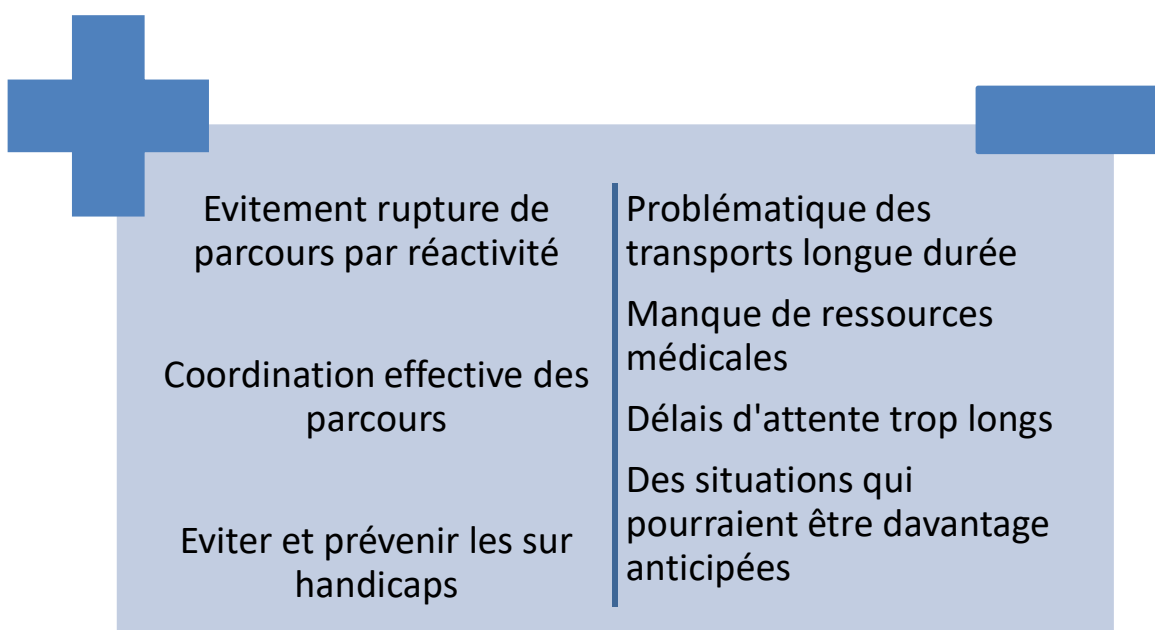 Evitement rupture de
parcours par réactivité
Coordination effective des
parcours
Eviter et prévenir les sur
handicaps
Problématique des
transports longue durée
Manque de ressources
médicales
Délais d'attente trop longs
Des situations qui
pourraient être davantage
anticipées